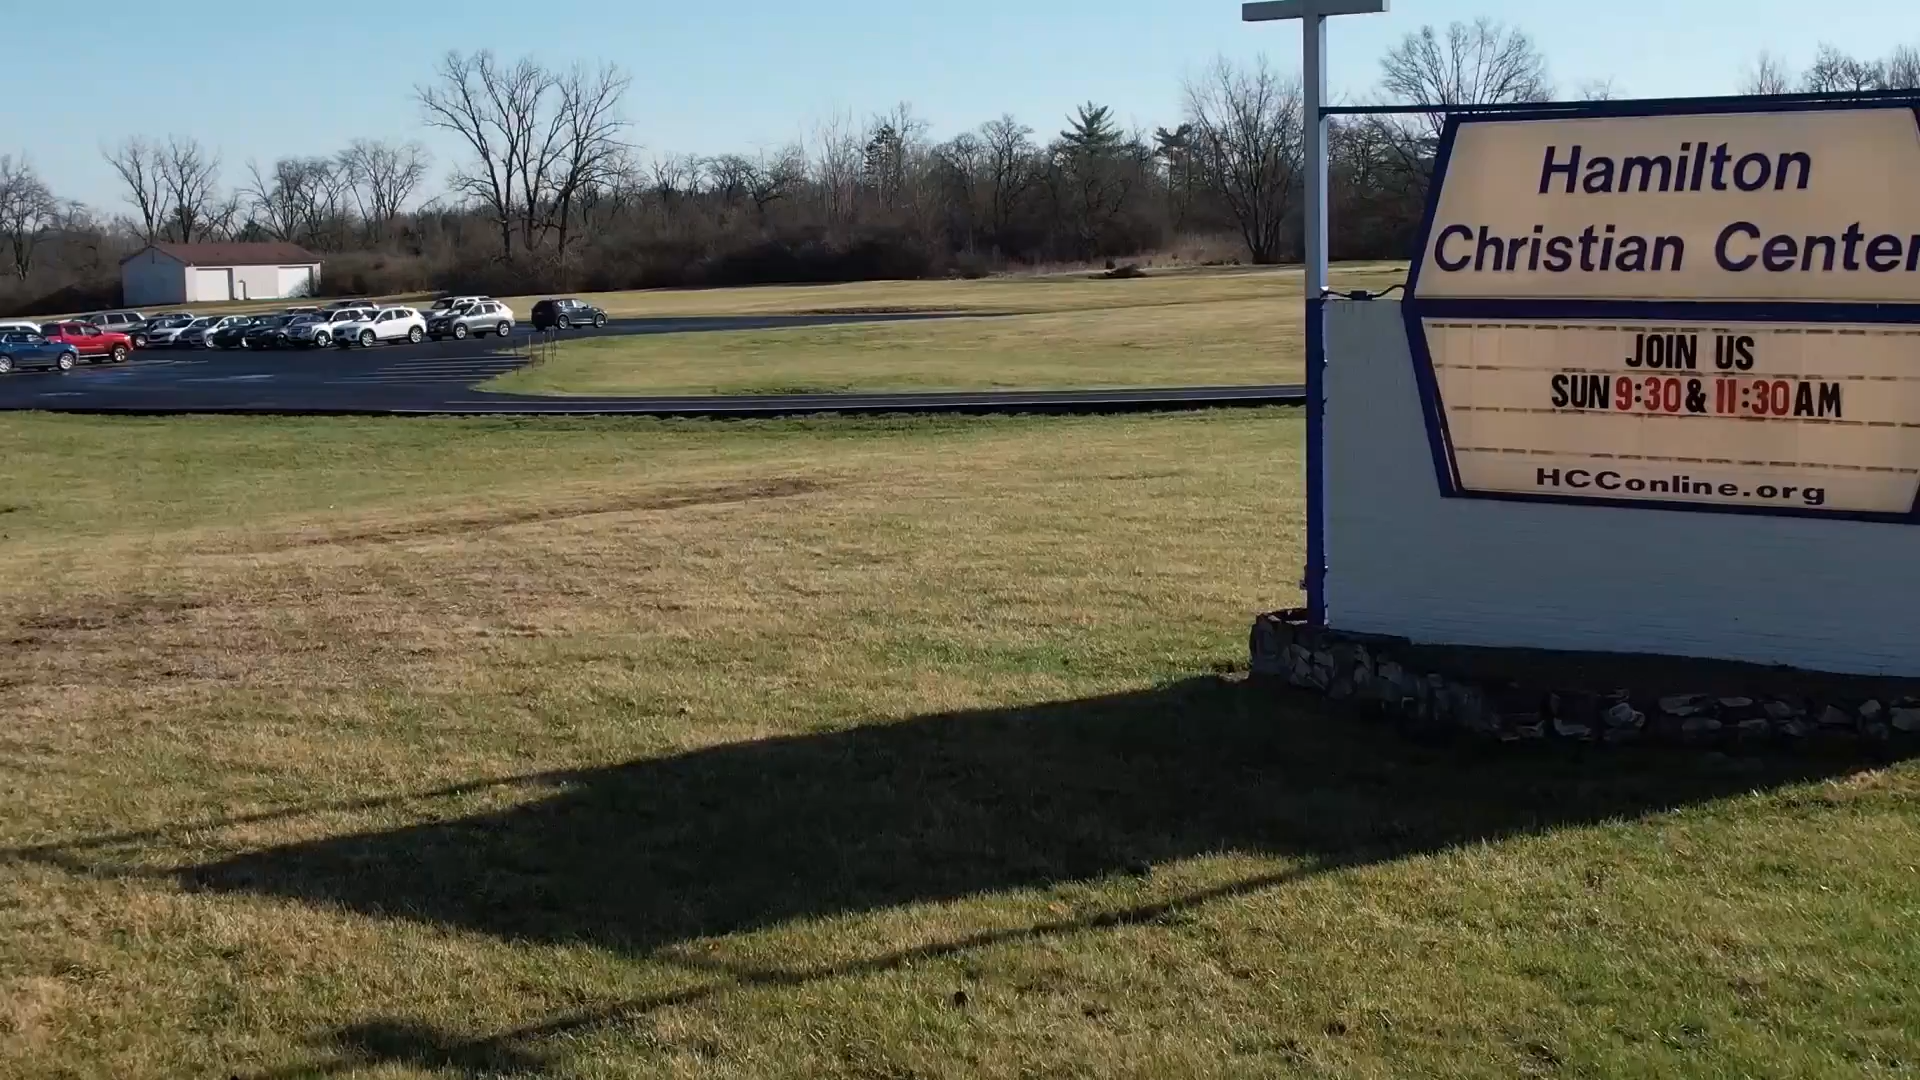 Hamilton
Christian Center
JOIN US
SUN 9:30 & 11:30 AM
HCConline.org